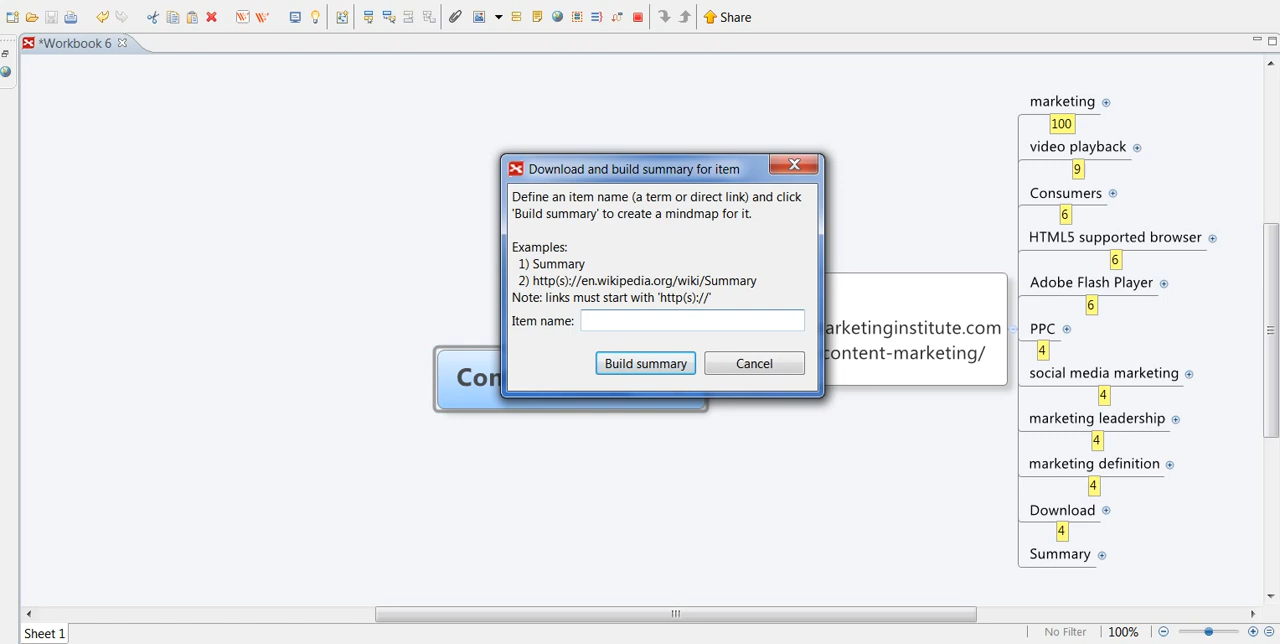 Share
*Workbook 6
Download and build summary for item
Define an item name (a term or direct link) and click
'Build summary' to create a mindmap for it.
Examples:
1) Summary
2) http(s)://en.wikipedia.org/wiki/Summary
Note: links must start with 'http(s)://'
Item name:
Build summary
Cancel
Con
arketinginstitute.com
content-marketing/
marketing
100
video playback
9
Consumers
6
HTML5 supported browser
6
Adobe Flash Player
6
PPC
4
social media marketing
4
marketing leadership
4
marketing definition
4
Download
4
Summary
Sheet 1
No Filter
100%